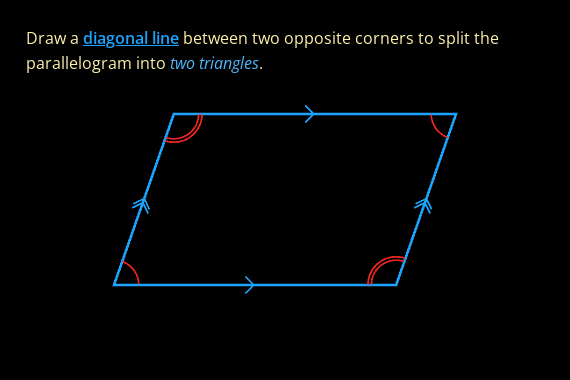 Draw a diagonal line between two opposite corners to split the
parallelogram into two triangles.